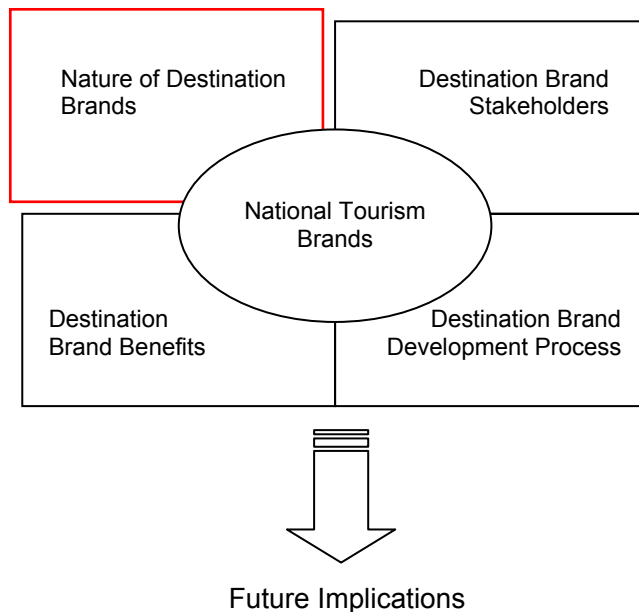 Nature of Destination
Brands
Destination Brand
Stakeholders
National Tourism
Brands
Destination
Brand Benefits
Destination Brand
Development Process
Future Implications